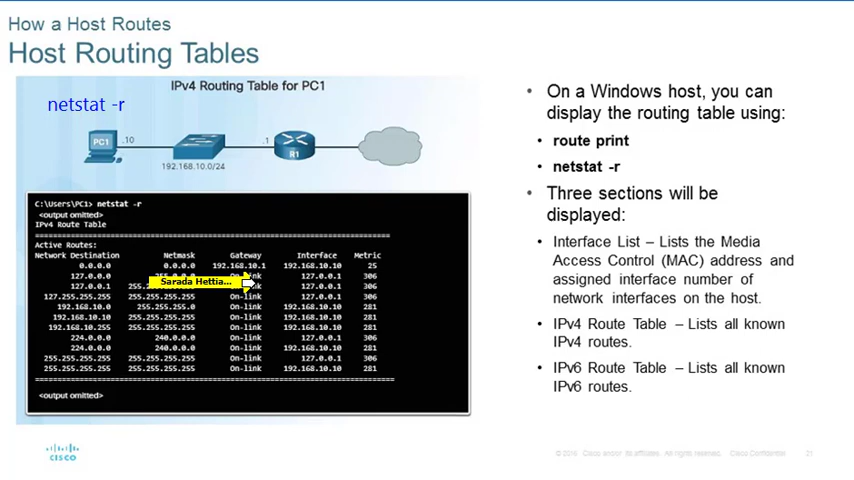 How a Host Routes
Host Routing Tables
IPv4 Routing Table for PC1
netstat -r
PC1
.10
.1
R1
192.168.10.0/24
C:\Users\PC1> netstat -r
<output omitted>
IPv4 Route Table
Active Routes:
Network Destination Netmask Gateway Interface Metric
0.0.0.0 0.0.0.0 192.168.10.1 192.168.10.10 25
127.0.0.0 255.0.0.0 On-link 127.0.0.1 306
Sarada Hettia...
127.0.0.1 On-link 127.0.0.1 306
127.255.255.255 255.255.255.255 On-link 127.0.0.1 306
192.168.10.0 255.255.255.0 On-link 192.168.10.10 281
192.168.10.10 255.255.255.255 On-link 192.168.10.10 281
192.168.10.255 255.255.255.255 On-link 192.168.10.10 281
224.0.0.0 240.0.0.0 On-link 127.0.0.1 306
224.0.0.0 240.0.0.0 On-link 192.168.10.10 281
255.255.255.255 255.255.255.255 On-link 127.0.0.1 306
255.255.255.255 255.255.255.255 On-link 192.168.10.10 281
<output omitted>
• On a Windows host, you can
display the routing table using:
• route print
• netstat -r
• Three sections will be
displayed:
• Interface List – Lists the Media
Access Control (MAC) address and
assigned interface number of
network interfaces on the host.
• IPv4 Route Table – Lists all known
IPv4 routes.
• IPv6 Route Table – Lists all known
IPv6 routes.
CISCO
© 2016 Cisco and/or its affiliates. All rights reserved. Cisco Confidential 21